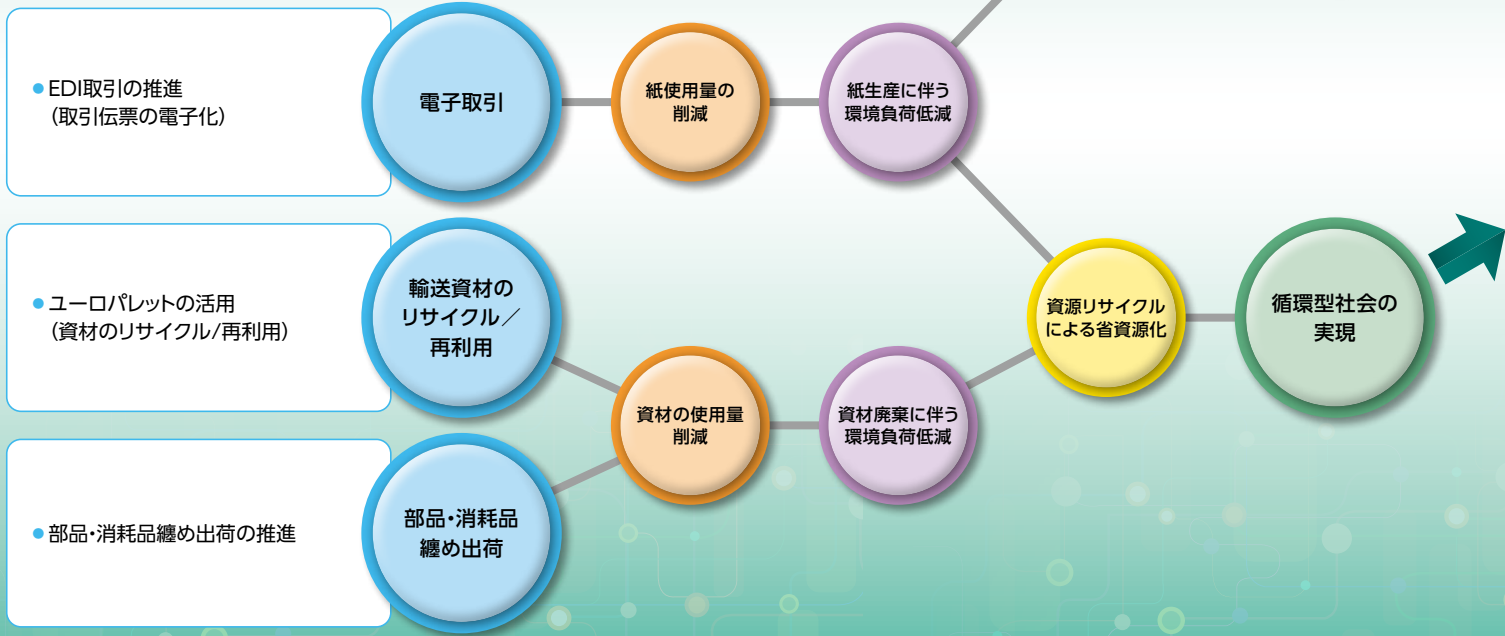 ● EDI取引の推進
（取引伝票の電子化）
電子取引
紙使用量の
削減
紙生産に伴う
環境負荷低減
● ユーロパレットの活用
（資材のリサイクル/再利用）
輸送資材の
リサイクル／
再利用
資材の使用量
削減
資材廃棄に伴う
環境負荷低減
資源リサイクル
による省資源化
循環型社会の
実現
● 部品・消耗品纏め出荷の推進
部品・消耗品
纏め出荷